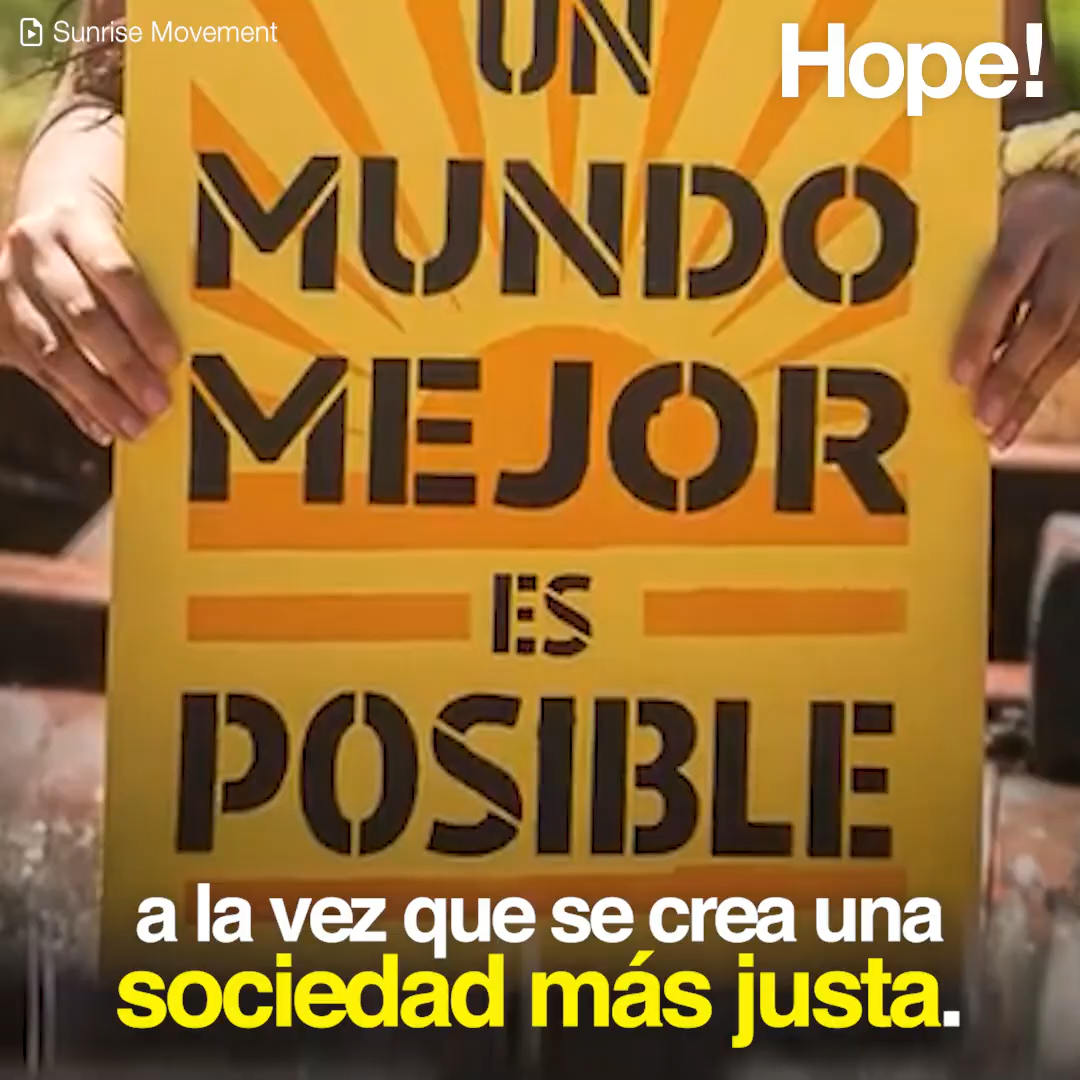 Sunrise Movement
Hope!
UN
MUNDO
MEJOR
ES
POSIBLE
a la vez que se crea una
sociedad más justa.